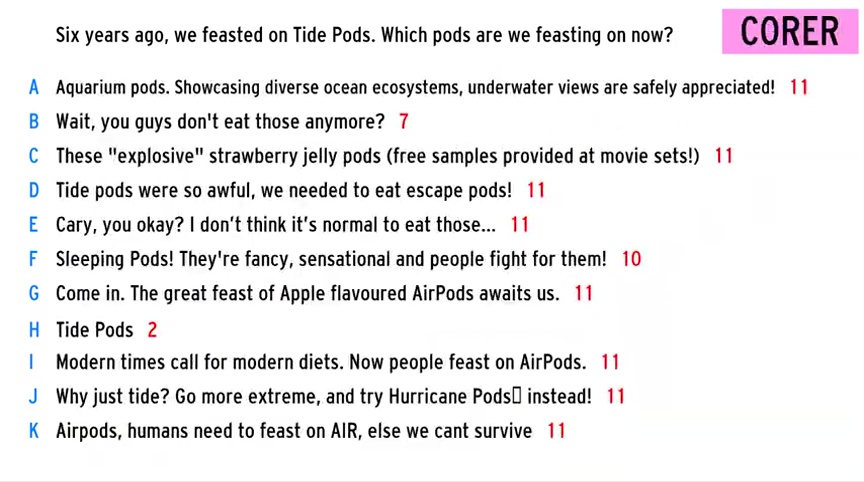 Six years ago, we feasted on Tide Pods. Which pods are we feasting on now?
CORER
A Aquarium pods. Showcasing diverse ocean ecosystems, underwater views are safely appreciated! 11
B Wait, you guys don't eat those anymore? 7
C These "explosive" strawberry jelly pods (free samples provided at movie sets!) 11
D Tide pods were so awful, we needed to eat escape pods! 11
E Cary, you okay? I don’t think it’s normal to eat those... 11
F Sleeping Pods! They're fancy, sensational and people fight for them! 10
G Come in. The great feast of Apple flavoured AirPods awaits us. 11
H Tide Pods 2
I Modern times call for modern diets. Now people feast on AirPods. 11
J Why just tide? Go more extreme, and try Hurricane Pods▯ instead! 11
K Airpods, humans need to feast on AIR, else we cant survive 11